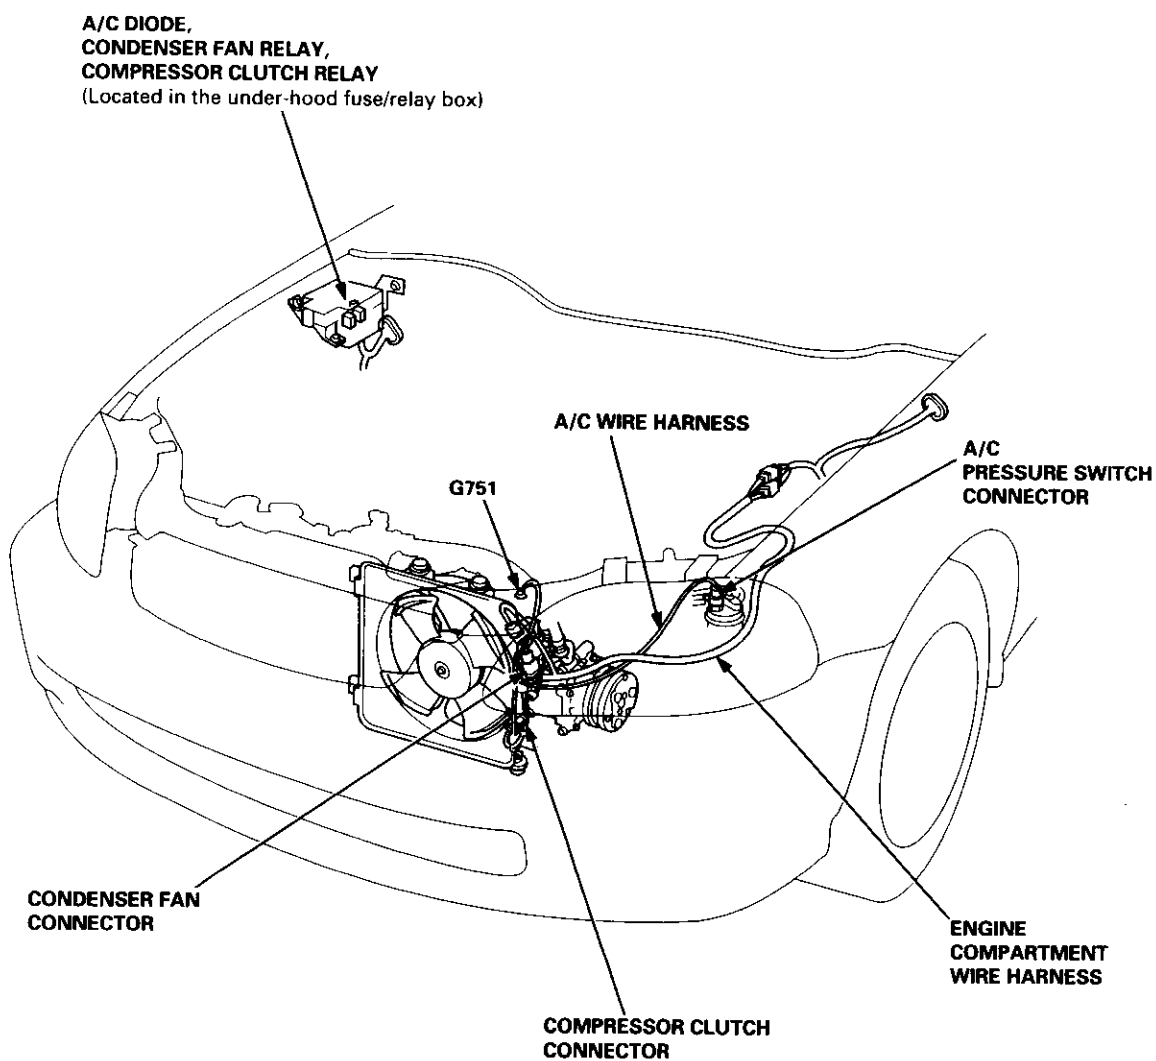 A/C DIODE,
CONDENSER FAN RELAY,
COMPRESSOR CLUTCH RELAY
(Located in the under-hood fuse/relay box)
A/C WIRE HARNESS
A/C
PRESSURE SWITCH
CONNECTOR
G751
CONDENSER FAN
CONNECTOR
ENGINE
COMPARTMENT
WIRE HARNESS
COMPRESSOR CLUTCH
CONNECTOR